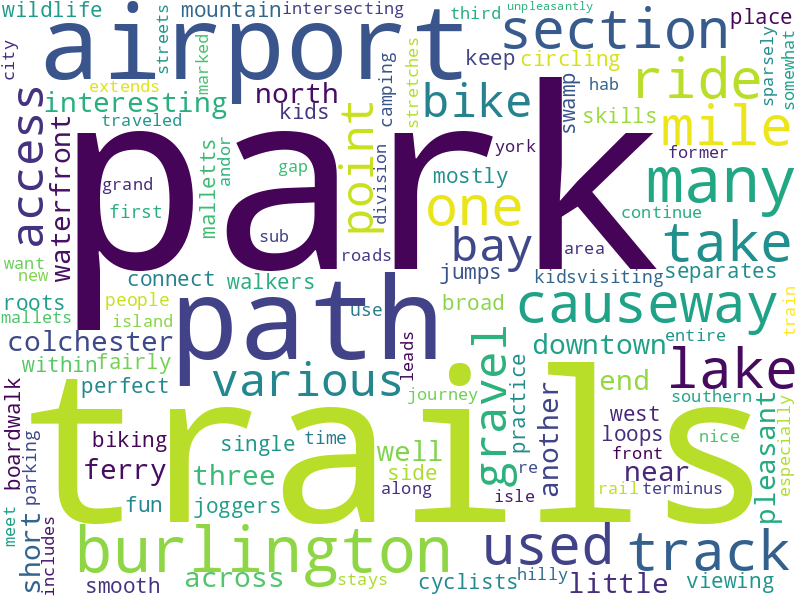 wildlife
city
streets
mountain
intersecting
third
unpleasantly
place
airport
section
sparsely
somewhat
keep
circling
camping
stretches
extends
marked
north
interesting
access
waterfront
traveled
kids
point
bike
swamp
hab
skills
ride
mile
york
former
park
grand
first
malletts
andor
gap
division
mostly
many
one
continue
sub
bay
roads
area
take
want
new
connect
walkers
jumps
kidsvisiting
separates
roots
people
path
use
broad
causeway
train
mallets
island
colchester
leads
downtown
entire
within
fairly
various
gravel
lake
perfect
journey
practice
another
end
southern
boardwalk
trails
pleasant
especially
parking
biking
single
time
well
west
loops
nice
ferry
three
side
re
front
near
meet
short
includes
fun
joggers
along
isle
rail
terminus
burlington
used
track
smooth
across
stays
cyclists
hilly
little
viewing